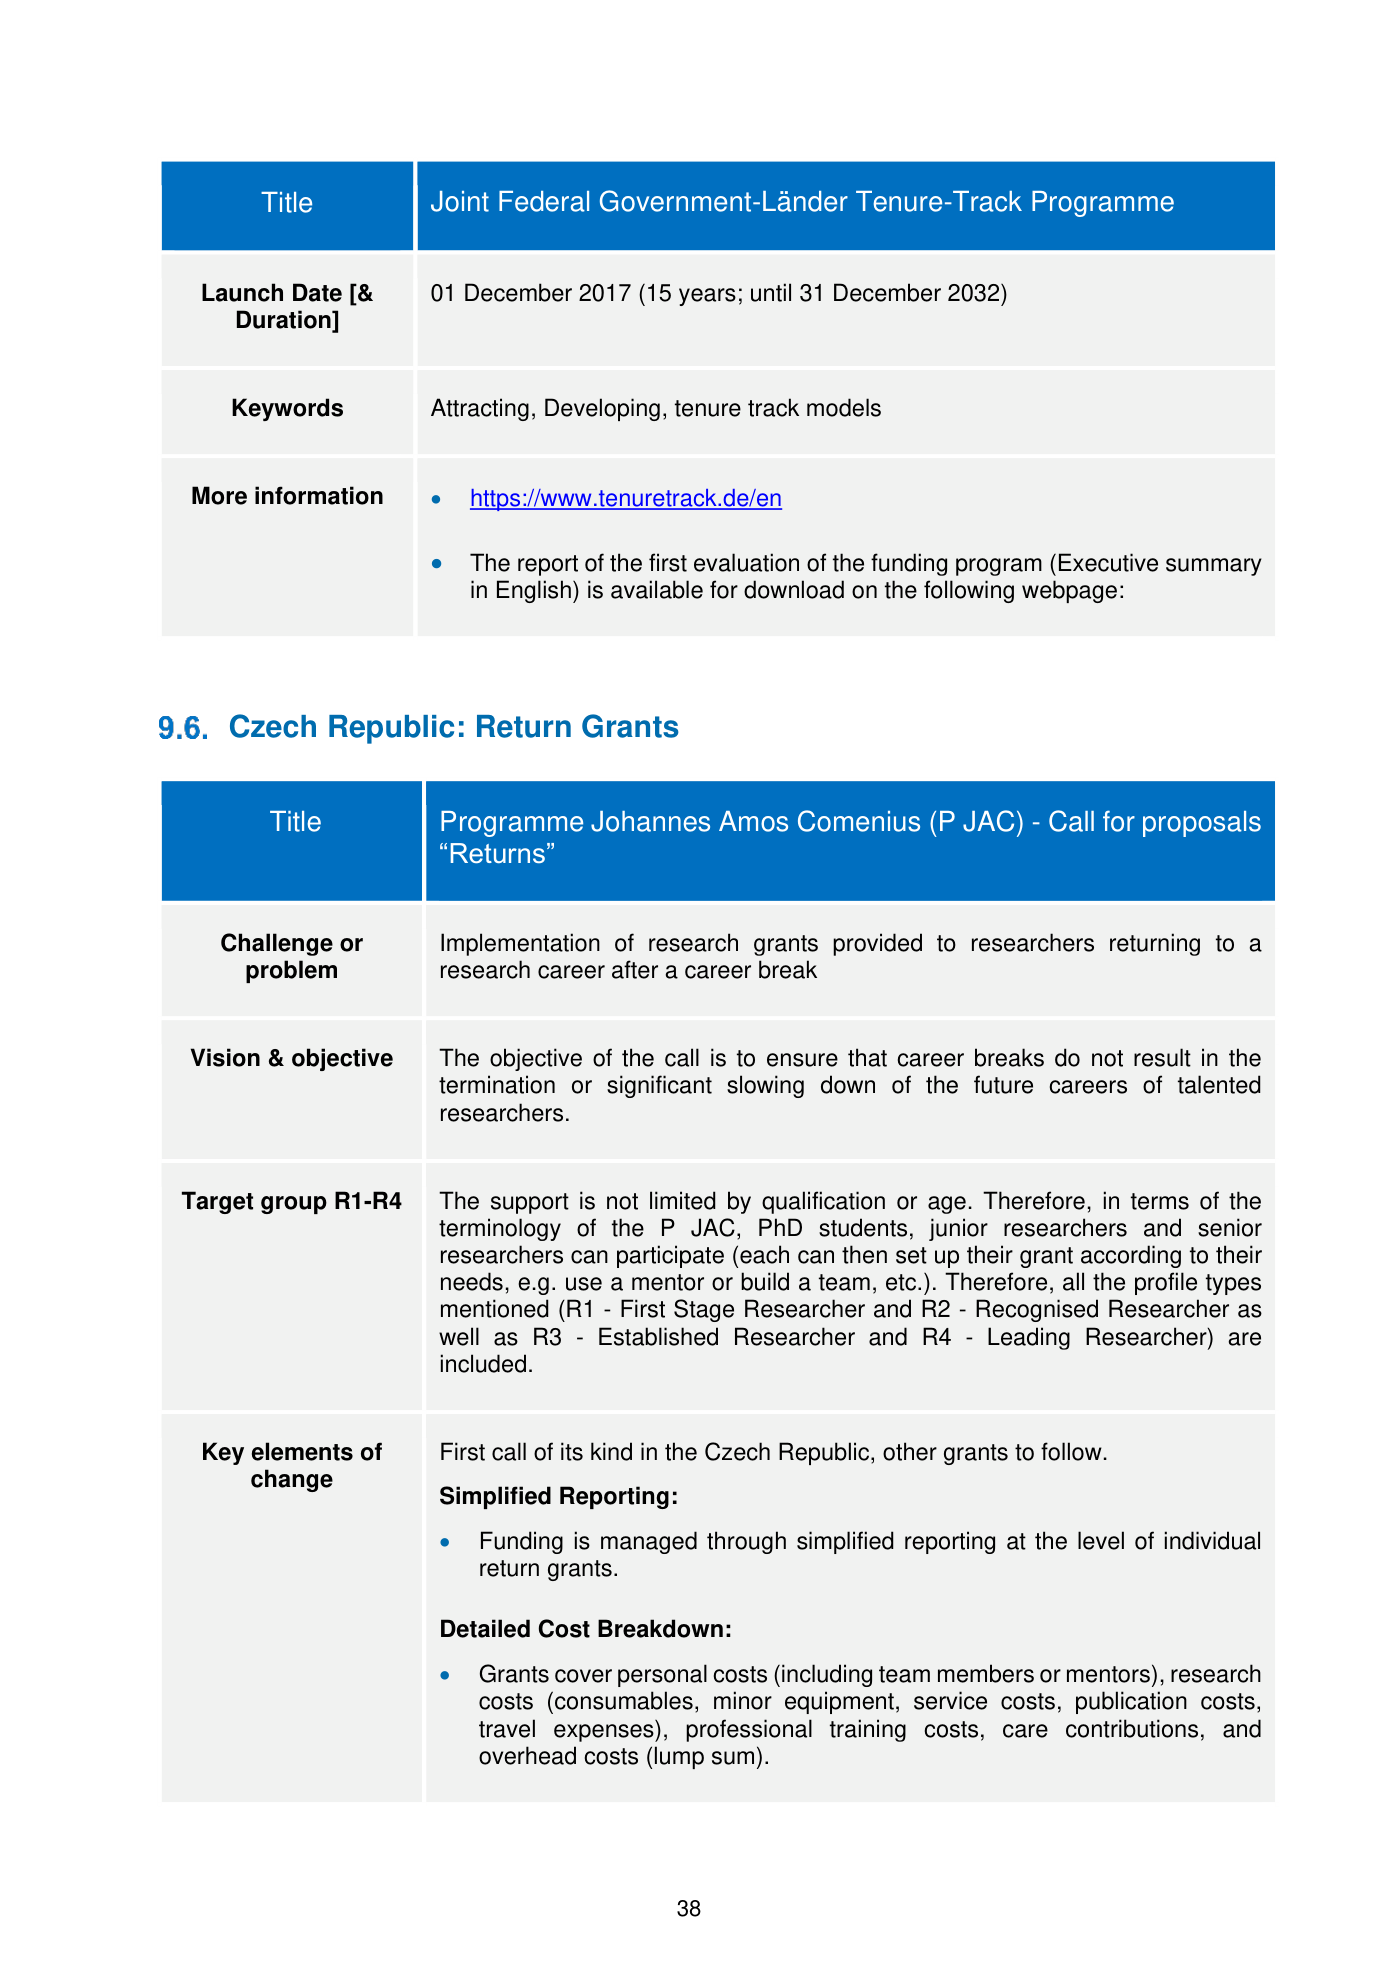 Title
Joint Federal Government-Länder Tenure-Track Programme
Launch Date [&
Duration]
01 December 2017 (15 years; until 31 December 2032)
Keywords
Attracting, Developing, tenure track models
More information
• https://www.tenuretrack.de/en
• The report of the first evaluation of the funding program (Executive summary
in English) is available for download on the following webpage:
9.6. Czech Republic: Return Grants
Title
Programme Johannes Amos Comenius (P JAC) - Call for proposals
“Returns”
Challenge or
problem
Implementation of research grants provided to researchers returning to a
research career after a career break
Vision & objective
The objective of the call is to ensure that career breaks do not result in the
termination or significant slowing down of the future careers of talented
researchers.
Target group R1-R4
The support is not limited by qualification or age. Therefore, in terms of the
terminology of the P JAC, PhD students, junior researchers and senior
researchers can participate (each can then set up their grant according to their
needs, e.g. use a mentor or build a team, etc.). Therefore, all the profile types
mentioned (R1 - First Stage Researcher and R2 - Recognised Researcher as
well as R3 - Established Researcher and R4 - Leading Researcher) are
included.
Key elements of
change
First call of its kind in the Czech Republic, other grants to follow.
Simplified Reporting:
• Funding is managed through simplified reporting at the level of individual
return grants.
Detailed Cost Breakdown:
• Grants cover personal costs (including team members or mentors), research
costs (consumables, minor equipment, service costs, publication costs,
travel expenses), professional training costs, care contributions, and
overhead costs (lump sum).
38